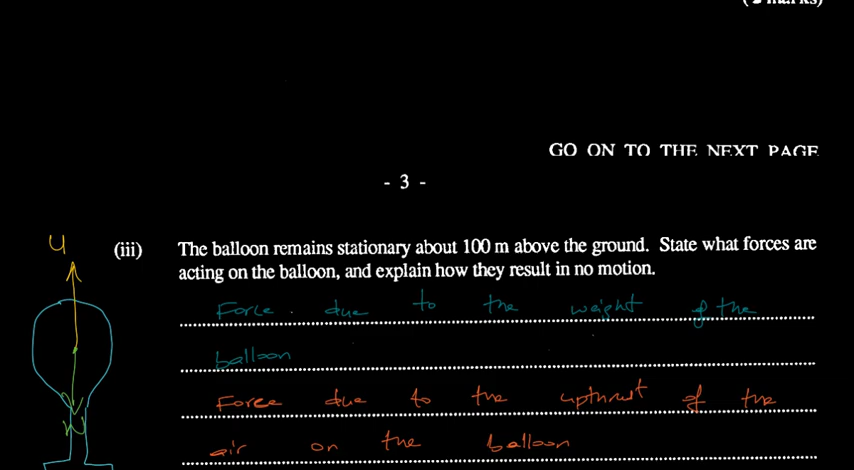 GO ON TO THE NEXT PAGE
- 3 -
U
(iii) The balloon remains stationary about 100 m above the ground. State what forces are
acting on the balloon, and explain how they result in no motion.
Force due to the weight of the
balloon
Force due to the upthrust of the
air on the balloon
W